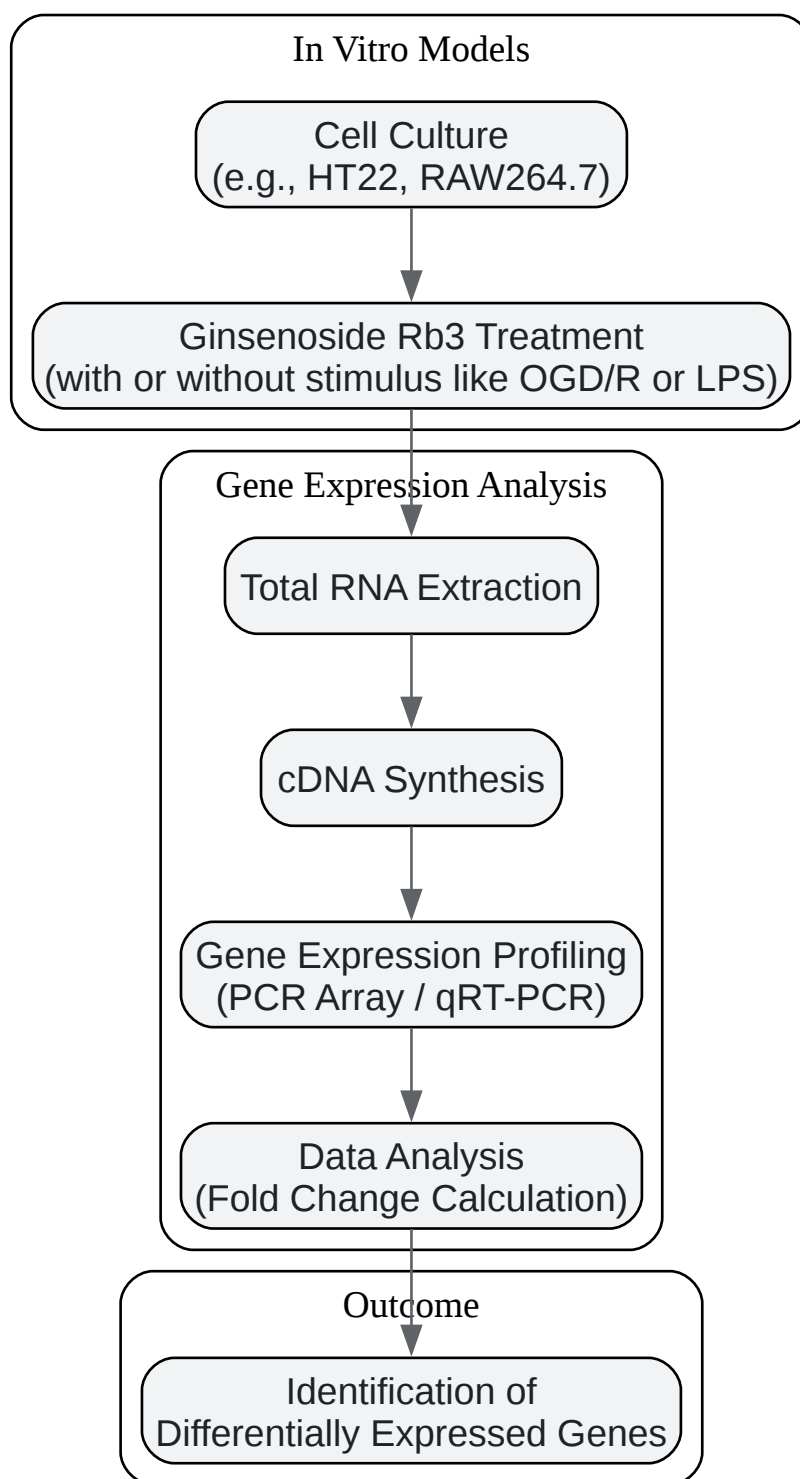 In Vitro Models
Cell Culture
(e.g., HT22, RAW264.7)
Ginsenoside Rb3 Treatment
(with or without stimulus like OGD/R or LPS)
Gene Expression Analysis
Total RNA Extraction
cDNA Synthesis
Gene Expression Profiling
(PCR Array / qRT-PCR)
Data Analysis
(Fold Change Calculation)
Outcome
Identification of
Differentially Expressed Genes